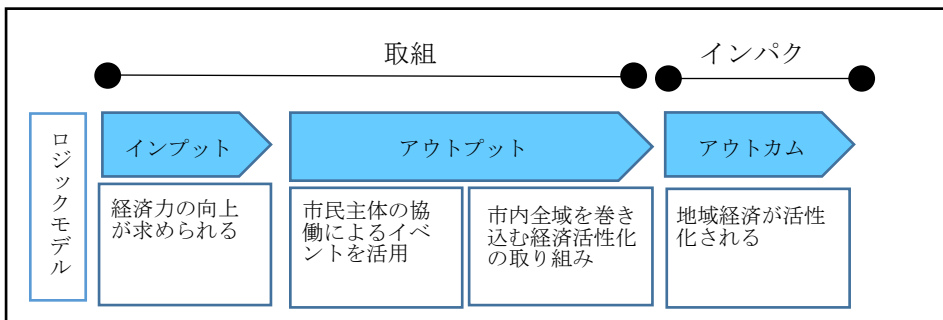 取組
インパク
ロジックモデル
インプット
アウトプット
アウトカム
経済力の向上
が求められる
市民主体の協
働によるイベ
ントを活用
市内全域を巻き
込む経済活性化
の取り組み
地域経済が活性
化される